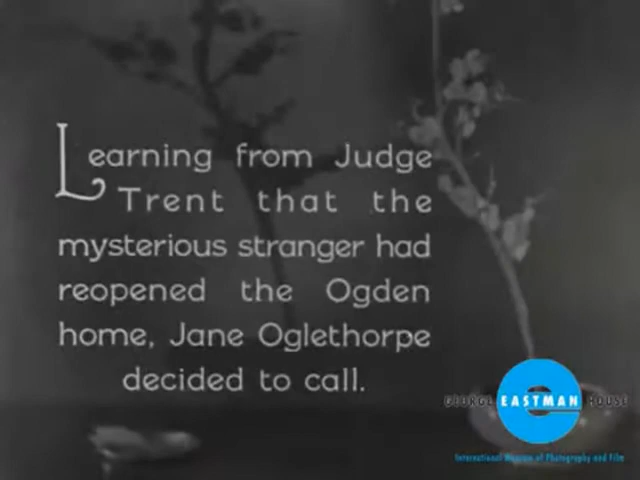 Learning from Judge
Trent that the
mysterious stranger had
reopened the Ogden
home, Jane Oglethorpe
decided to call.
GEORGE EASTMAN HOUSE
International Museum of Photography and Film